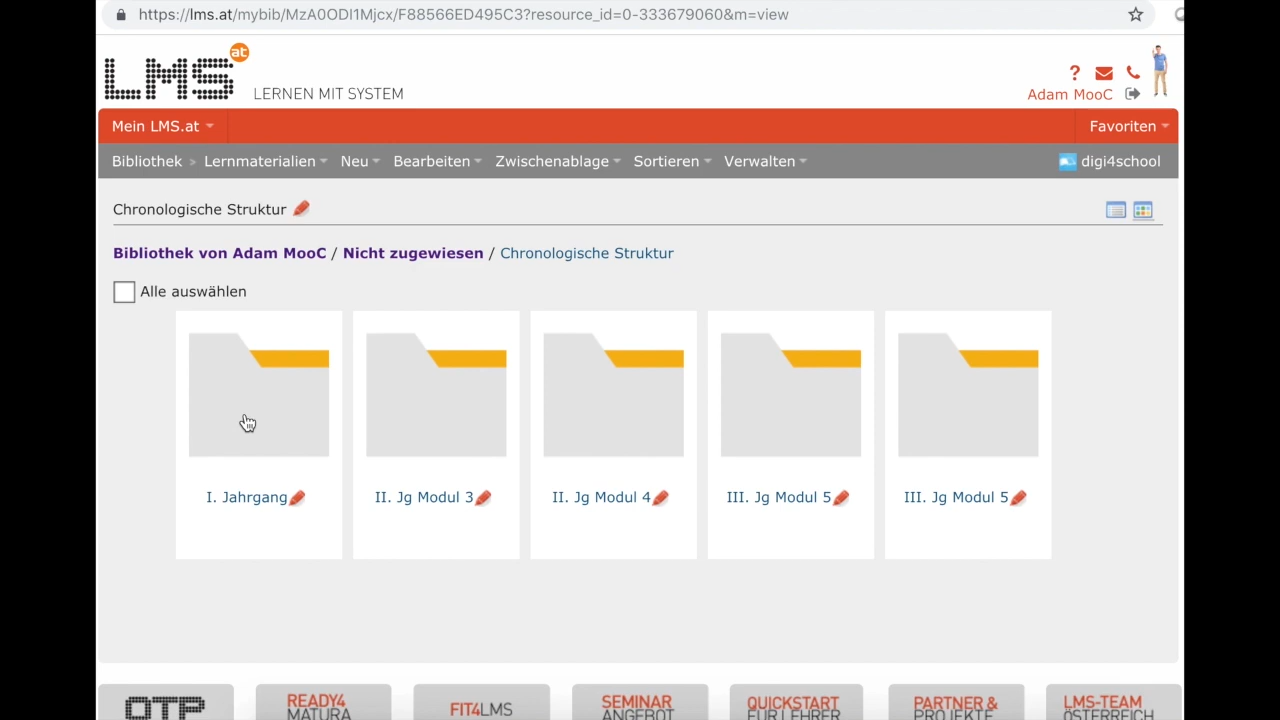 https://lms.at/mybib/MzA0ODI1Mjcx/F88566ED495C3?resource_id=0-333679060&m=view
LMS at LERNEN MIT SYSTEM
?
Adam MooC
Mein LMS.at Favoriten
Bibliothek > Lernmaterialien Neu Bearbeiten Zwischenablage Sortieren Verwalten digi4school
Chronologische Struktur
Bibliothek von Adam MooC / Nicht zugewiesen / Chronologische Struktur
Alle auswählen
I. Jahrgang II. Jg Modul 3 II. Jg Modul 4 III. Jg Modul 5 III. Jg Modul 5
OTP READY4 MATURA FIT4LMS SEMINAR ANGEBOT QUICKSTART FÜR LEHRER PARTNER & PROJEKTE LMS-TEAM ÖSTERREICH